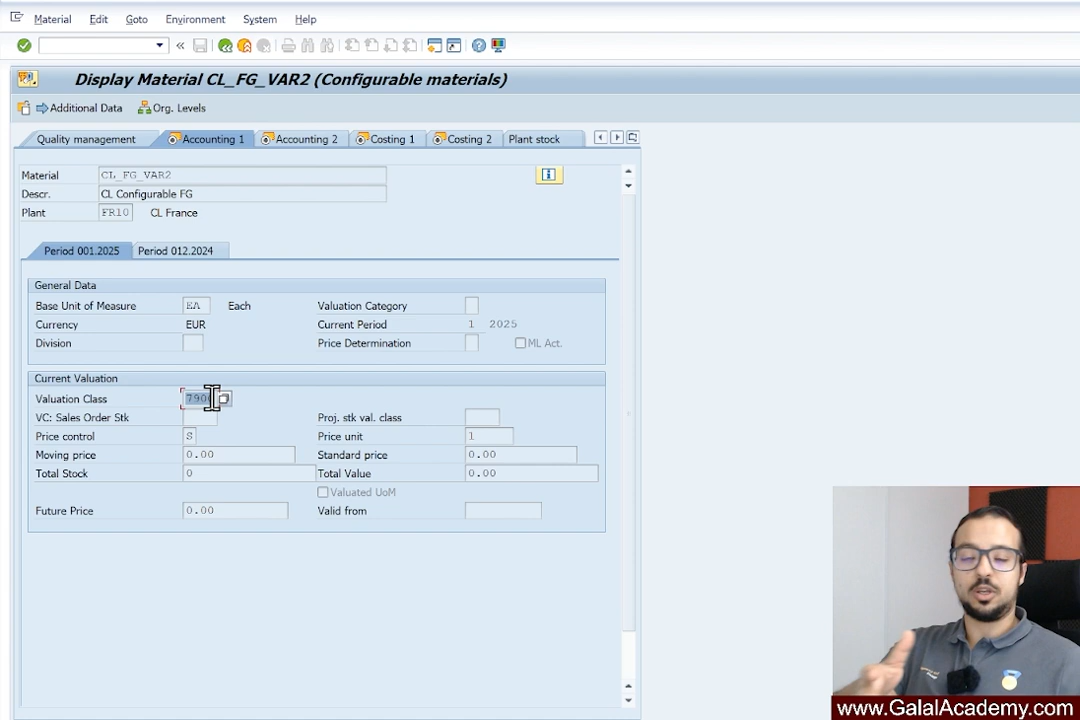 Material Edit Goto Environment System Help
Display Material CL_FG_VAR2 (Configurable materials)
Additional Data Org. Levels
Quality management Accounting 1 Accounting 2 Costing 1 Costing 2 Plant stock
Material CL_FG_VAR2
Descr. CL Configurable FG
Plant FR10 CL France
Period 001.2025 Period 012.2024
General Data
Base Unit of Measure EA Each Valuation Category
Currency EUR Current Period 1 2025
Division Price Determination ML Act.
Current Valuation
Valuation Class
VC: Sales Order Stk Proj. stk val. class
Price control S Price unit 1
Moving price 0.00 Standard price 0.00
Total Stock 0 Total Value 0.00
Valuated UoM
Future Price 0.00 Valid from
www.GalalAcademy.com